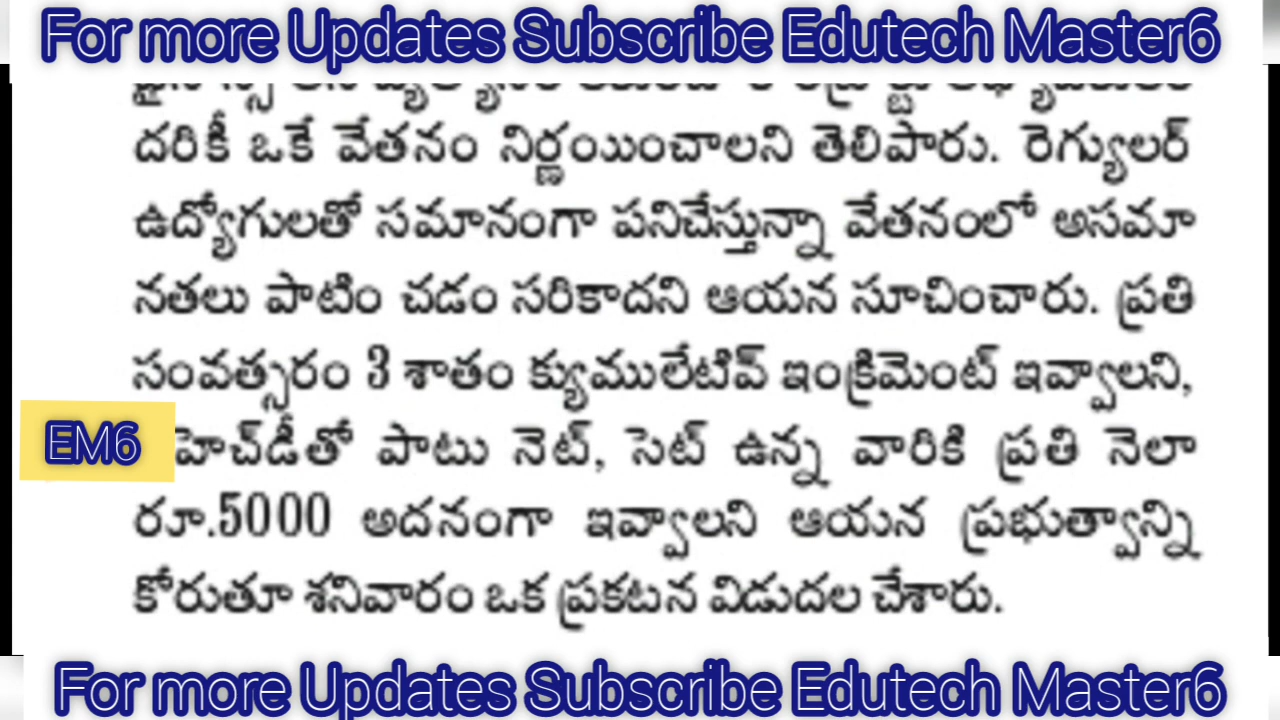 For more Updates Subscribe Edutech Master6
దరికీ ఒకే వేతనం నిర్ణయించాలని తెలిపారు. రెగ్యులర్
ఉద్యోగులతో సమానంగా పనిచేస్తున్నా వేతనంలో అసమా
నతలు పాటిం చడం సరికాదని ఆయన సూచించారు. ప్రతి
సంవత్సరం 3 శాతం క్యుములేటివ్ ఇంక్రిమెంట్ ఇవ్వాలని,
EM6 హెచ్‌డీతో పాటు నెట్, సెట్ ఉన్న వారికి ప్రతి నెలా
రూ.5000 అదనంగా ఇవ్వాలని ఆయన ప్రభుత్వాన్ని
కోరుతూ శనివారం ఒక ప్రకటన విడుదల చేశారు.
For more Updates Subscribe Edutech Master6